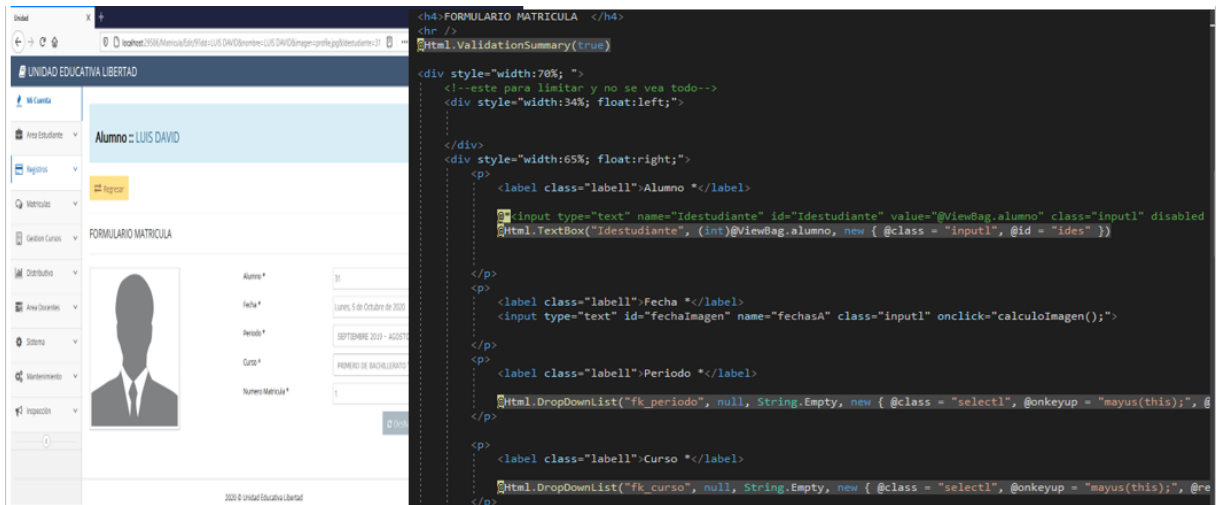 Unidad x +
localhost:29586/Matricula/Edit/9?dd=LUIS DAVID&nombre=LUIS DAVID&imagen=profile.jpg&idestudiante=31
UNIDAD EDUCATIVA LIBERTAD
Mi Cuenta
Area Estudiante
Registros
Matriculas
Gestion Cursos
Distributivo
Area Docentes
Sistema
Mantenimiento
Inspección
Alumno :: LUIS DAVID
Regresar
FORMULARIO MATRICULA
Alumno * 31
Fecha * Lunes, 5 de Octubre de 2020
Periodo * SEPTIEMBRE 2019 - AGOSTO
Curso * PRIMERO DE BACHILLERATO
Numero Matricula * 1
2020 © Unidad Educativa Libertad
<h4>FORMULARIO MATRICULA </h4>
<hr />
@Html.ValidationSummary(true)
<div style="width:70%; ">
<!--este para limitar y no se vea todo-->
<div style="width:34%; float:left;">
</div>
<div style="width:65%; float:right;">
<p>
<label class="labell">Alumno *</label>
@*<input type="text" name="Idestudiante" id="Idestudiante" value="@ViewBag.alumno" class="inputl" disabled
@Html.TextBox("Idestudiante", (int)@ViewBag.alumno, new { @class = "inputl", @id = "ides" })
</p>
<p>
<label class="labell">Fecha *</label>
<input type="text" id="fechaImagen" name="fechasA" class="inputl" onclick="calculoImagen();">
</p>
<p>
<label class="labell">Periodo *</label>
@Html.DropDownList("fk_periodo", null, String.Empty, new { @class = "selectl", @onkeyup = "mayus(this);", @
</p>
<p>
<label class="labell">Curso *</label>
@Html.DropDownList("fk_curso", null, String.Empty, new { @class = "selectl", @onkeyup = "mayus(this);", @re
</p>